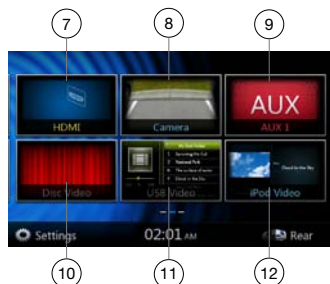 7 8 9
AUX
HDMI Camera AUX 1
Disc Video USB Video iPod Video
Settings 02:01 AM Rear
10 11 12